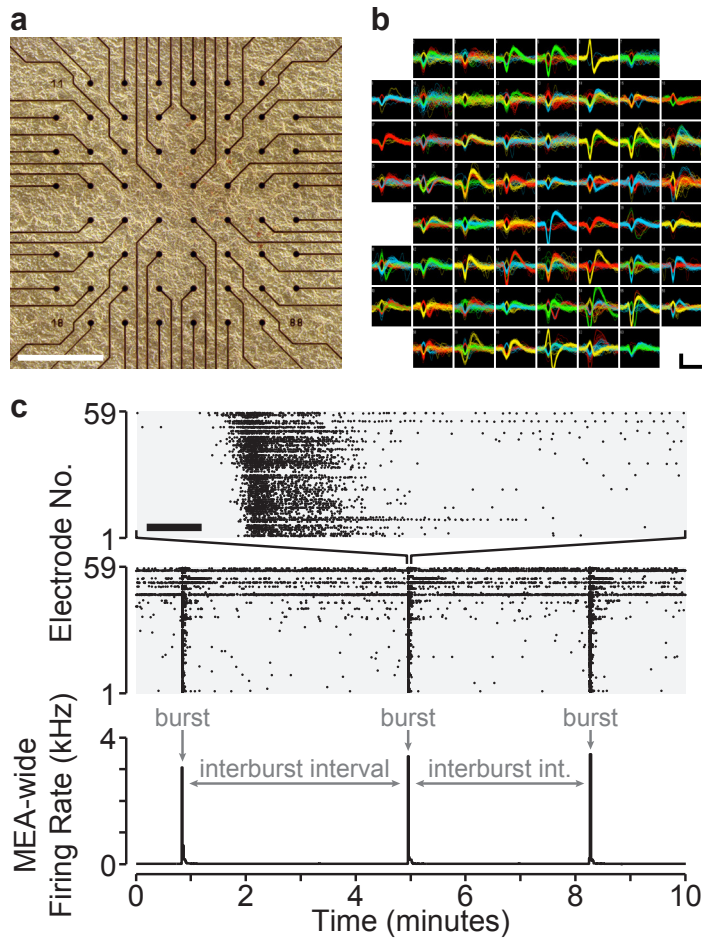 a
b
11
18
88
c
59
Electrode No.
1
59
1
burst
burst
burst
4
interburst interval
interburst int.
MEA-wide
Firing Rate (kHz)
0
0
2
4
6
8
10
Time (minutes)